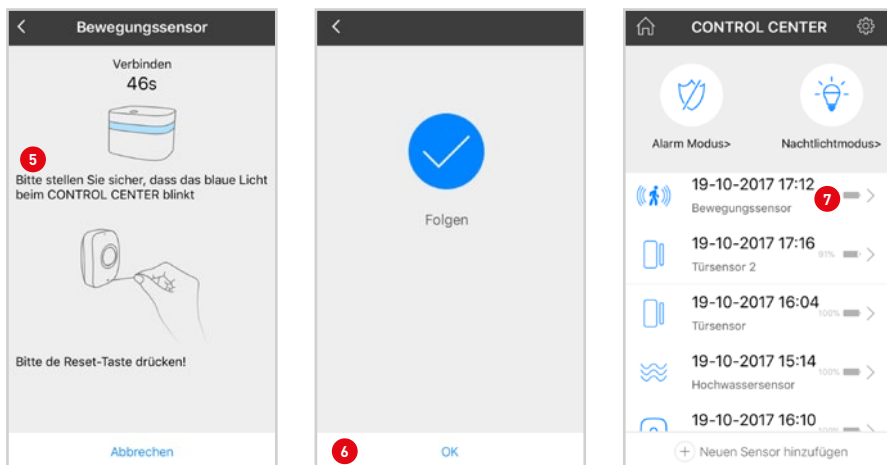 Bewegungssensor
Verbinden
46s
5
Bitte stellen Sie sicher, dass das blaue Licht
beim CONTROL CENTER blinkt
Bitte de Reset-Taste drücken!
Abbrechen
Folgen
6
OK
CONTROL CENTER
Alarm Modus>
Nachtlichtmodus>
19-10-2017 17:12
7
Bewegungssensor
19-10-2017 17:16
91%
Türsensor 2
19-10-2017 16:04
100%
Türsensor
19-10-2017 15:14
100%
Hochwassersensor
19-10-2017 16:10
100%
+ Neuen Sensor hinzufügen